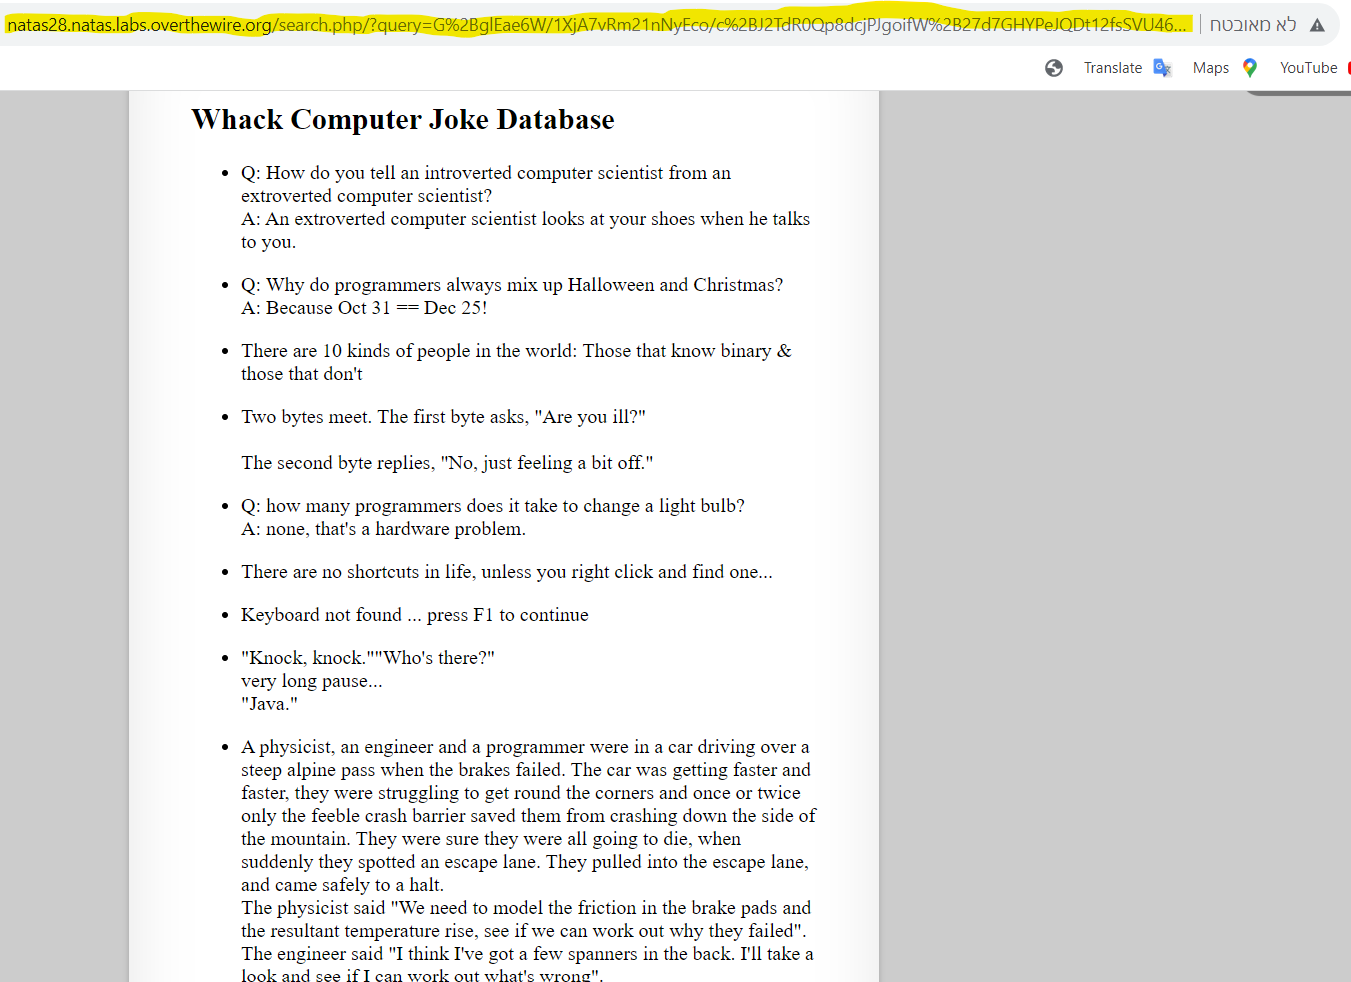 natas28.natas.labs.overthewire.org/search.php/?query=G%2BglEae6W/1XjA7vRm21nNyEco/c%2BJ2TdR0Qp8dcjPJgoifW%2B27d7GHYPeJQDt12fsSVU46... לא מאובטח
Translate Maps YouTube
Whack Computer Joke Database
Q: How do you tell an introverted computer scientist from an
extroverted computer scientist?
A: An extroverted computer scientist looks at your shoes when he talks
to you.
Q: Why do programmers always mix up Halloween and Christmas?
A: Because Oct 31 == Dec 25!
There are 10 kinds of people in the world: Those that know binary &
those that don't
Two bytes meet. The first byte asks, "Are you ill?"
The second byte replies, "No, just feeling a bit off."
Q: how many programmers does it take to change a light bulb?
A: none, that's a hardware problem.
There are no shortcuts in life, unless you right click and find one...
Keyboard not found ... press F1 to continue
"Knock, knock.""Who's there?"
very long pause...
"Java."
A physicist, an engineer and a programmer were in a car driving over a
steep alpine pass when the brakes failed. The car was getting faster and
faster, they were struggling to get round the corners and once or twice
only the feeble crash barrier saved them from crashing down the side of
the mountain. They were sure they were all going to die, when
suddenly they spotted an escape lane. They pulled into the escape lane,
and came safely to a halt.
The physicist said "We need to model the friction in the brake pads and
the resultant temperature rise, see if we can work out why they failed".
The engineer said "I think I've got a few spanners in the back. I'll take a
look and see if I can work out what's wrong".